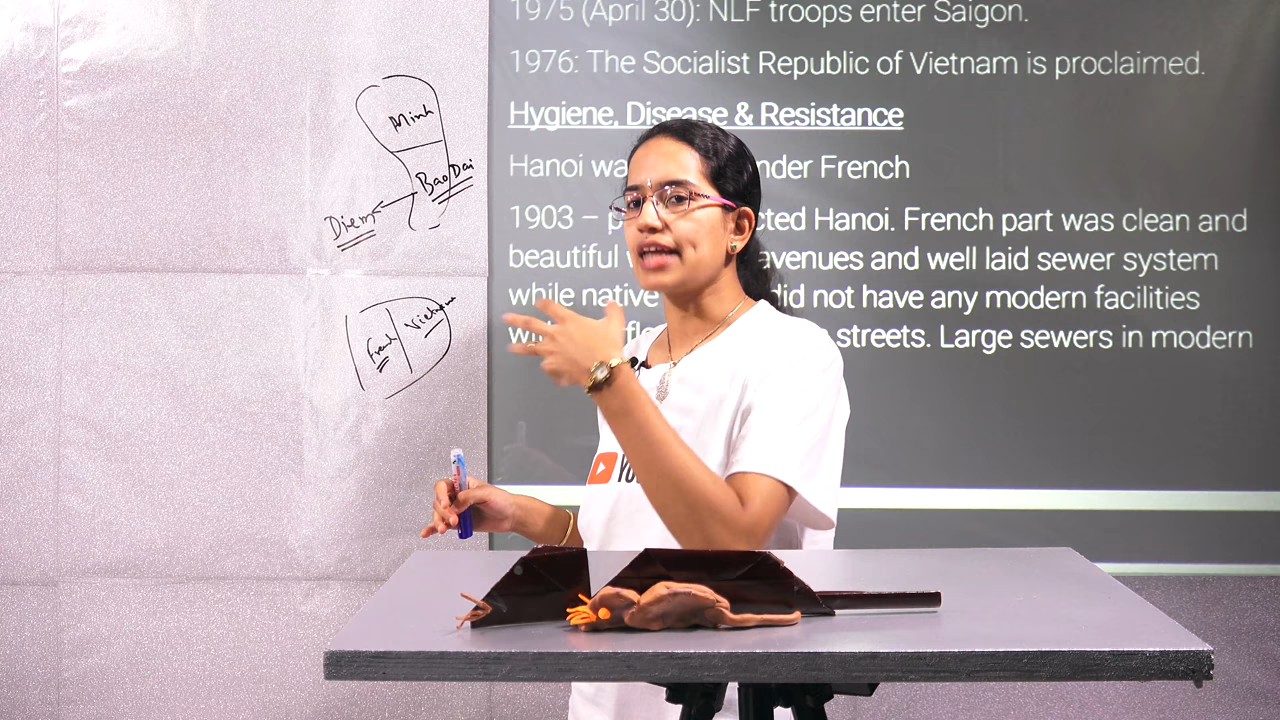 1975 (April 30): NLF troops enter Saigon.
1976: The Socialist Republic of Vietnam is proclaimed.
Hygiene, Disease & Resistance
Hanoi wa nder French
1903 – p cted Hanoi. French part was clean and
beautiful avenues and well laid sewer system
while native did not have any modern facilities
streets. Large sewers in modern
Minh
Bao Dai
Diem
French
Vietnam